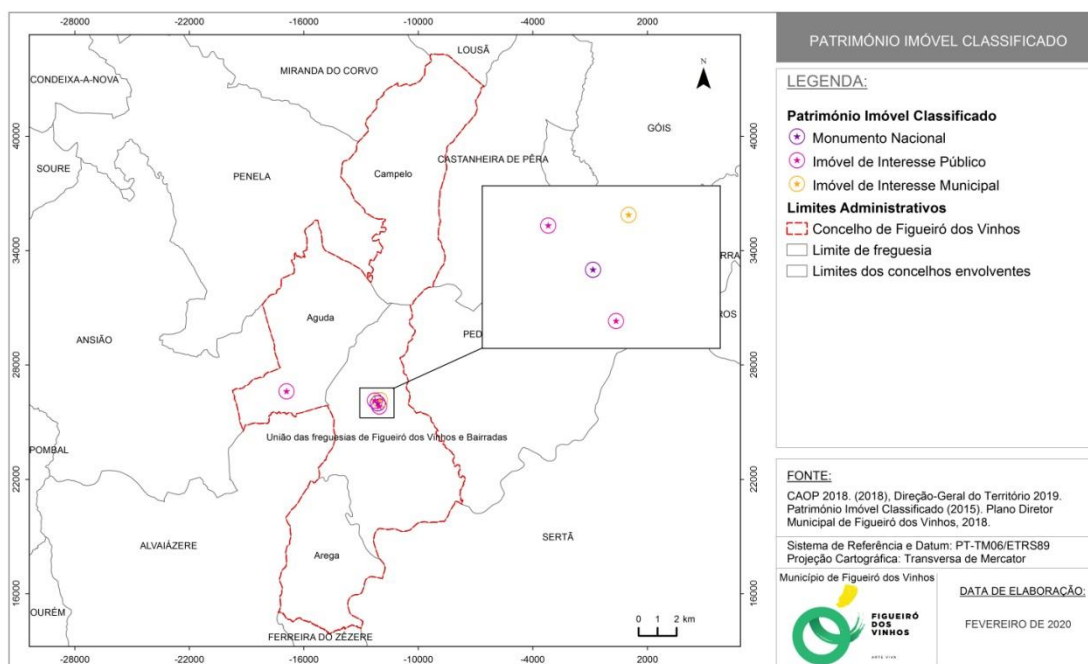 -28000 -22000 -16000 -10000 -4000 2000
LOUSÃ
MIRANDA DO CORVO
CONDEIXA-A-NOVA
N
GÓIS
40000 40000
CASTANHEIRA DE PÊRA
SOURE
PENELA
Campelo
34000 34000
RRA
Aguda
PED
ROS
ANSIÃO
28000 28000
União das freguesias de Figueiró dos Vinhos e Bairradas
POMBAL
22000 22000
ALVAIÁZERE
SERTÃ
Arega
16000 16000
OURÉM
0 1 2 km
FERREIRA DO ZÊZERE
-28000 -22000 -16000 -10000 -4000 2000
PATRIMÓNIO IMÓVEL CLASSIFICADO
LEGENDA:
Património Imóvel Classificado
Monumento Nacional
Imóvel de Interesse Público
Imóvel de Interesse Municipal
Limites Administrativos
Concelho de Figueiró dos Vinhos
Limite de freguesia
Limites dos concelhos envolventes
FONTE:
CAOP 2018. (2018), Direção-Geral do Território 2019.
Património Imóvel Classificado (2015). Plano Diretor
Municipal de Figueiró dos Vinhos, 2018.
Sistema de Referência e Datum: PT-TM06/ETRS89
Projeção Cartográfica: Transversa de Mercator
Município de Figueiró dos Vinhos
FIGUEIRÓ
DOS
VINHOS
ARTE VIVA
DATA DE ELABORAÇÃO:
FEVEREIRO DE 2020